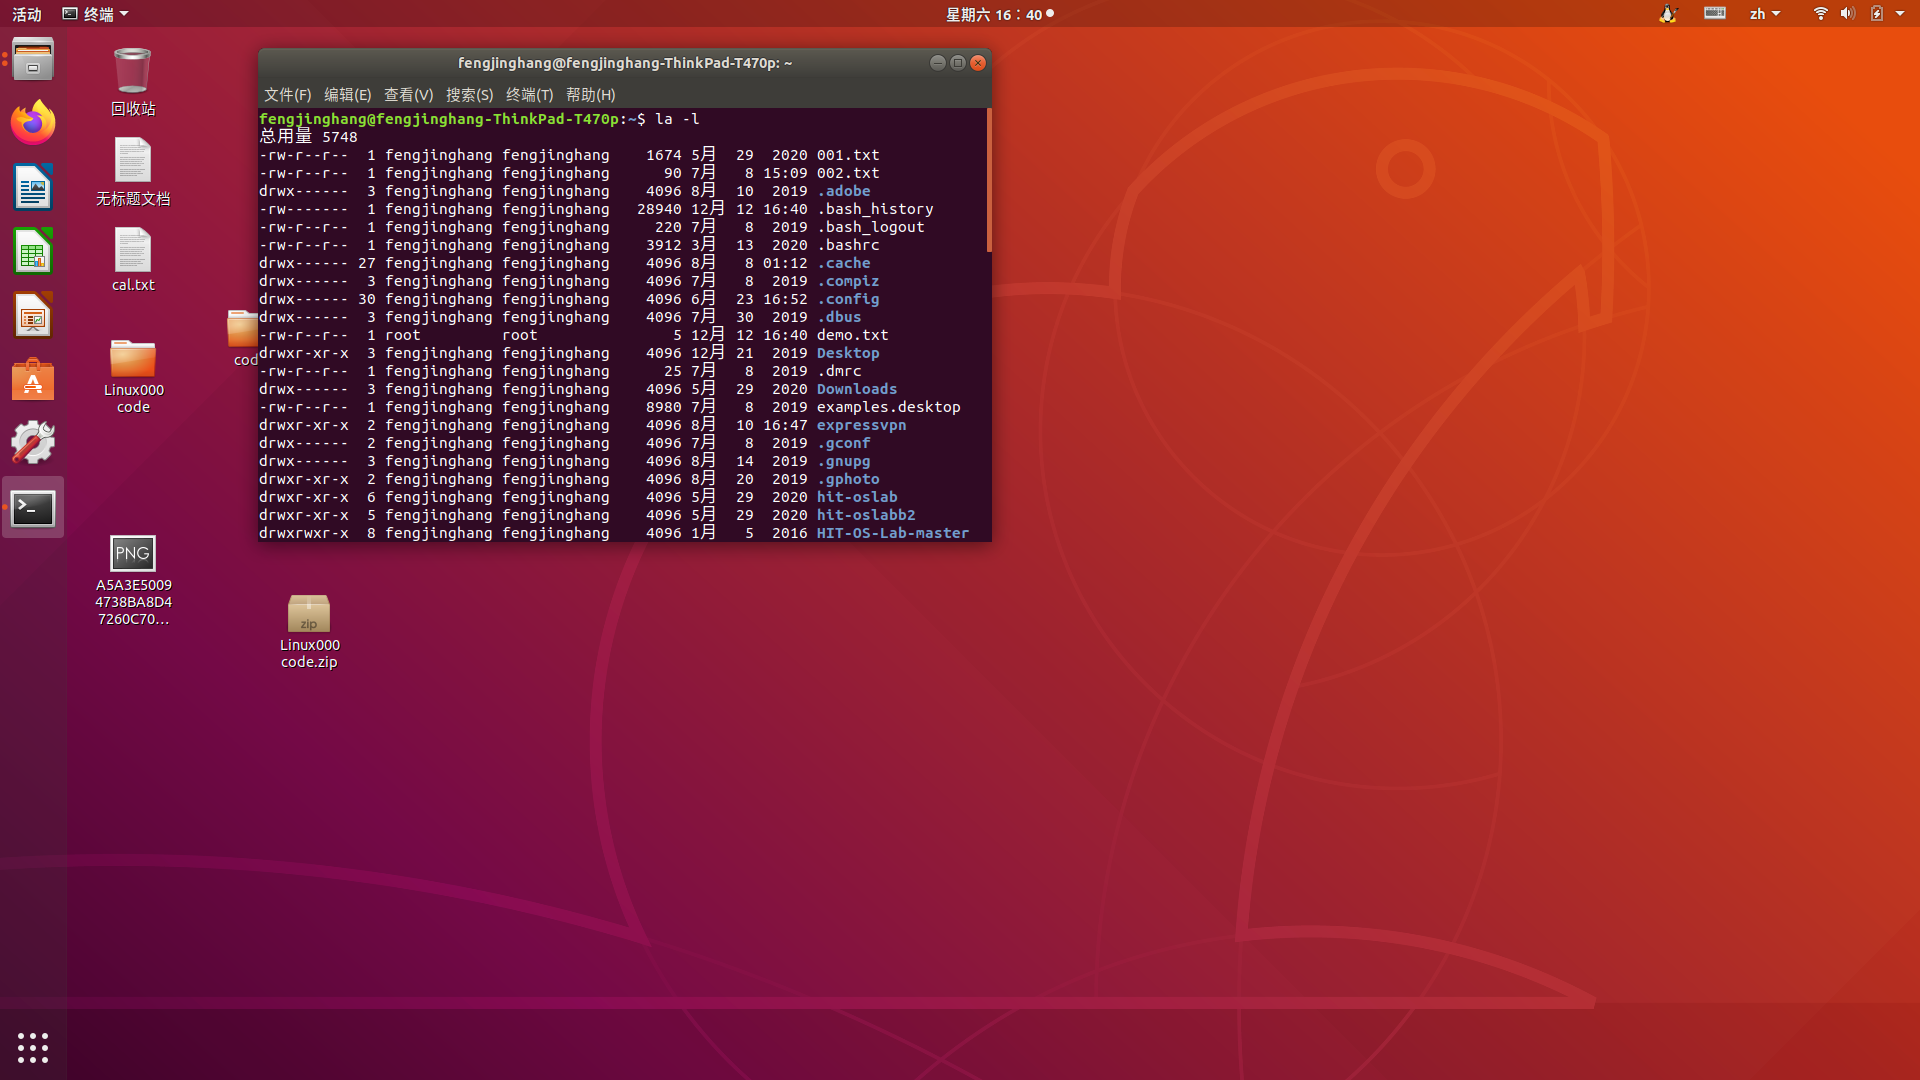 活动 终端 星期六 16：40 zh
回收站
无标题文档
cal.txt
Linux000
code
cod
PNG
A5A3E5009
4738BA8D4
7260C70...
zip
Linux000
code.zip
fengjinghang@fengjinghang-ThinkPad-T470p: ~
文件(F) 编辑(E) 查看(V) 搜索(S) 终端(T) 帮助(H)
fengjinghang@fengjinghang-ThinkPad-T470p:~$ la -l
总用量 5748
-rw-r--r--  1 fengjinghang fengjinghang    1674 5月   29  2020 001.txt
-rw-r--r--  1 fengjinghang fengjinghang      90 7月    8 15:09 002.txt
drwx------  3 fengjinghang fengjinghang    4096 8月   10  2019 .adobe
-rw-------  1 fengjinghang fengjinghang   28940 12月  12 16:40 .bash_history
-rw-r--r--  1 fengjinghang fengjinghang     220 7月    8  2019 .bash_logout
-rw-r--r--  1 fengjinghang fengjinghang    3912 3月   13  2020 .bashrc
drwx------ 27 fengjinghang fengjinghang    4096 8月    8 01:12 .cache
drwx------  3 fengjinghang fengjinghang    4096 7月    8  2019 .compiz
drwx------ 30 fengjinghang fengjinghang    4096 6月   23 16:52 .config
drwx------  3 fengjinghang fengjinghang    4096 7月   30  2019 .dbus
-rw-r--r--  1 root         root               5 12月  12 16:40 demo.txt
drwxr-xr-x  3 fengjinghang fengjinghang    4096 12月  21  2019 Desktop
-rw-r--r--  1 fengjinghang fengjinghang      25 7月    8  2019 .dmrc
drwx------  3 fengjinghang fengjinghang    4096 5月   29  2020 Downloads
-rw-r--r--  1 fengjinghang fengjinghang    8980 7月    8  2019 examples.desktop
drwxr-xr-x  2 fengjinghang fengjinghang    4096 8月   10 16:47 expressvpn
drwx------  2 fengjinghang fengjinghang    4096 7月    8  2019 .gconf
drwx------  3 fengjinghang fengjinghang    4096 8月   14  2019 .gnupg
drwxr-xr-x  2 fengjinghang fengjinghang    4096 8月   20  2019 .gphoto
drwxr-xr-x  6 fengjinghang fengjinghang    4096 5月   29  2020 hit-oslab
drwxr-xr-x  5 fengjinghang fengjinghang    4096 5月   29  2020 hit-oslabb2
drwxrwxr-x  8 fengjinghang fengjinghang    4096 1月    5  2016 HIT-OS-Lab-master